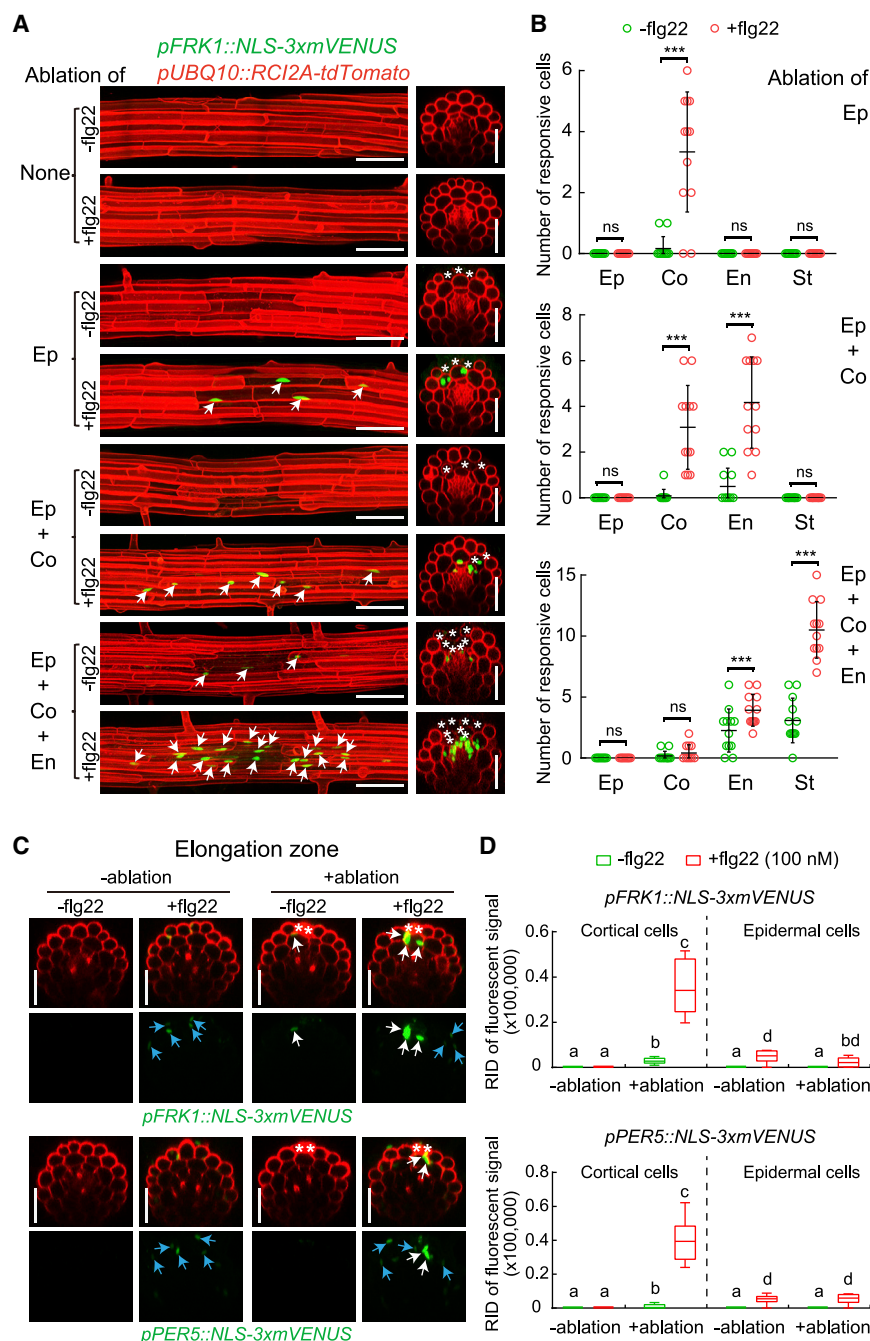 A
pFRK1::NLS-3xmVENUS
Ablation of pUBQ10::RCI2A-tdTomato
None
-flg22
+flg22
Ep
-flg22
***
+flg22
***
Ep
+
Co
-flg22
***
+flg22
***
Ep
+
Co
+
En
-flg22
+flg22
B
-flg22 +flg22
Ablation of
Ep
Number of responsive cells
6
4
2
0
ns
***
ns
ns
Ep Co En St
Ep
+
Co
Number of responsive cells
8
6
4
2
0
ns
***
***
ns
Ep Co En St
Ep
+
Co
+
En
Number of responsive cells
15
10
5
0
ns
ns
***
***
Ep Co En St
C
Elongation zone
-ablation +ablation
-flg22 +flg22 -flg22 +flg22
** **
pFRK1::NLS-3xmVENUS
** **
pPER5::NLS-3xmVENUS
D
-flg22 +flg22 (100 nM)
pFRK1::NLS-3xmVENUS
Cortical cells Epidermal cells
RID of fluorescent signal
(x100,000)
0.6
0.4
0.2
0
a a b c a d a bd
-ablation +ablation -ablation +ablation
pPER5::NLS-3xmVENUS
Cortical cells Epidermal cells
RID of fluorescent signal
(x100,000)
0.8
0.6
0.4
0.2
0
a a b c a d a d
-ablation +ablation -ablation +ablation